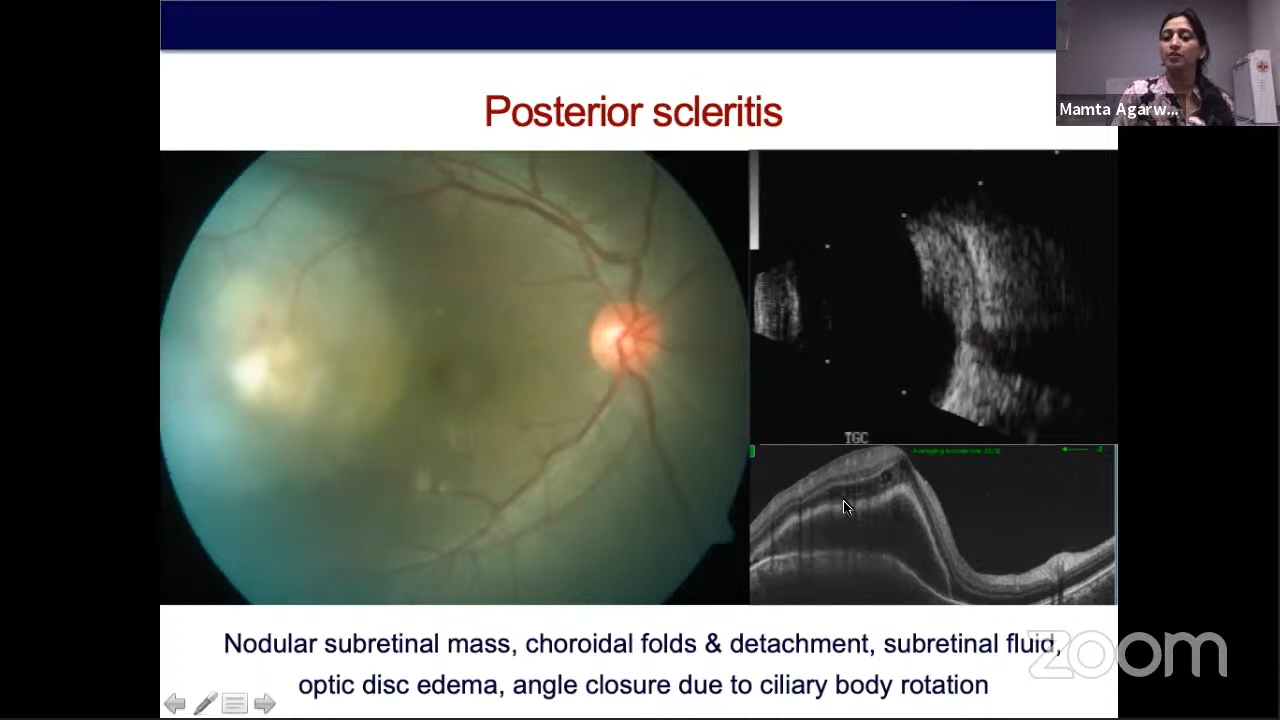 Mamta Agarw...
Posterior scleritis
TGC
4
Nodular subretinal mass, choroidal folds & detachment, subretinal fluid,
optic disc edema, angle closure due to ciliary body rotation
zoom